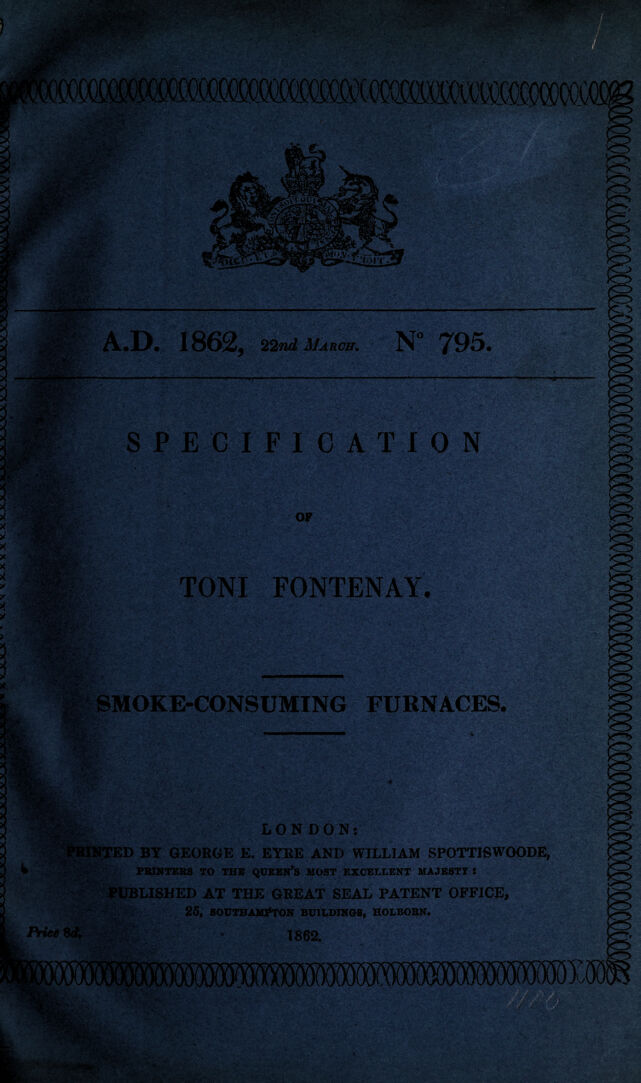 A.D. 1862, 22nd MARCH. N° 795.
SPECIFICATION
OF
TONI FONTENAY.
SMOKE-CONSUMING FURNACES.
LONDON:
PRINTED BY GEORGE E. EYRE AND WILLIAM SPOTTISWOODE,
PRINTERS TO THE QUEEN'S MOST EXCELLENT MAJESTY:
PUBLISHED AT THE GREAT SEAL PATENT OFFICE,
25, SOUTHAMPTON BUILDINGS, HOLBORN.
Price 8d.
1862.